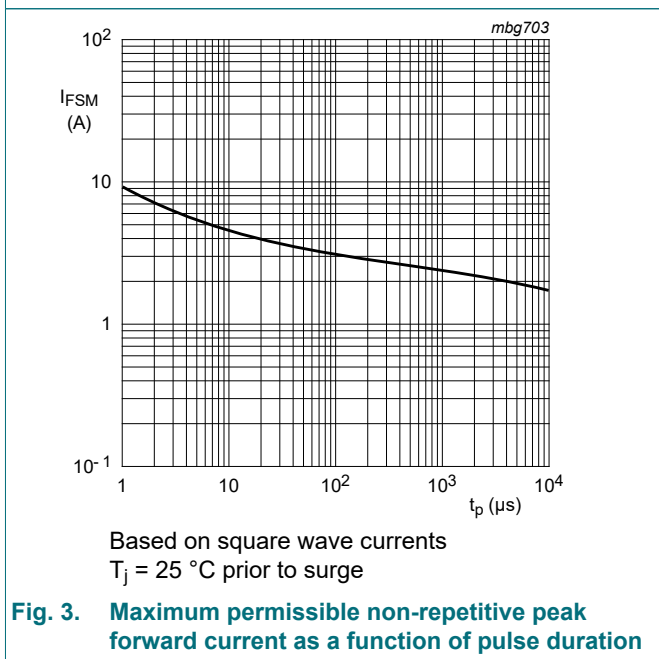 mbg703
10²
I_FSM
(A)
10
1
10⁻¹
1 10 10² 10³ 10⁴
t_p (μs)
Based on square wave currents
T_j = 25 °C prior to surge
Fig. 3. Maximum permissible non-repetitive peak
forward current as a function of pulse duration